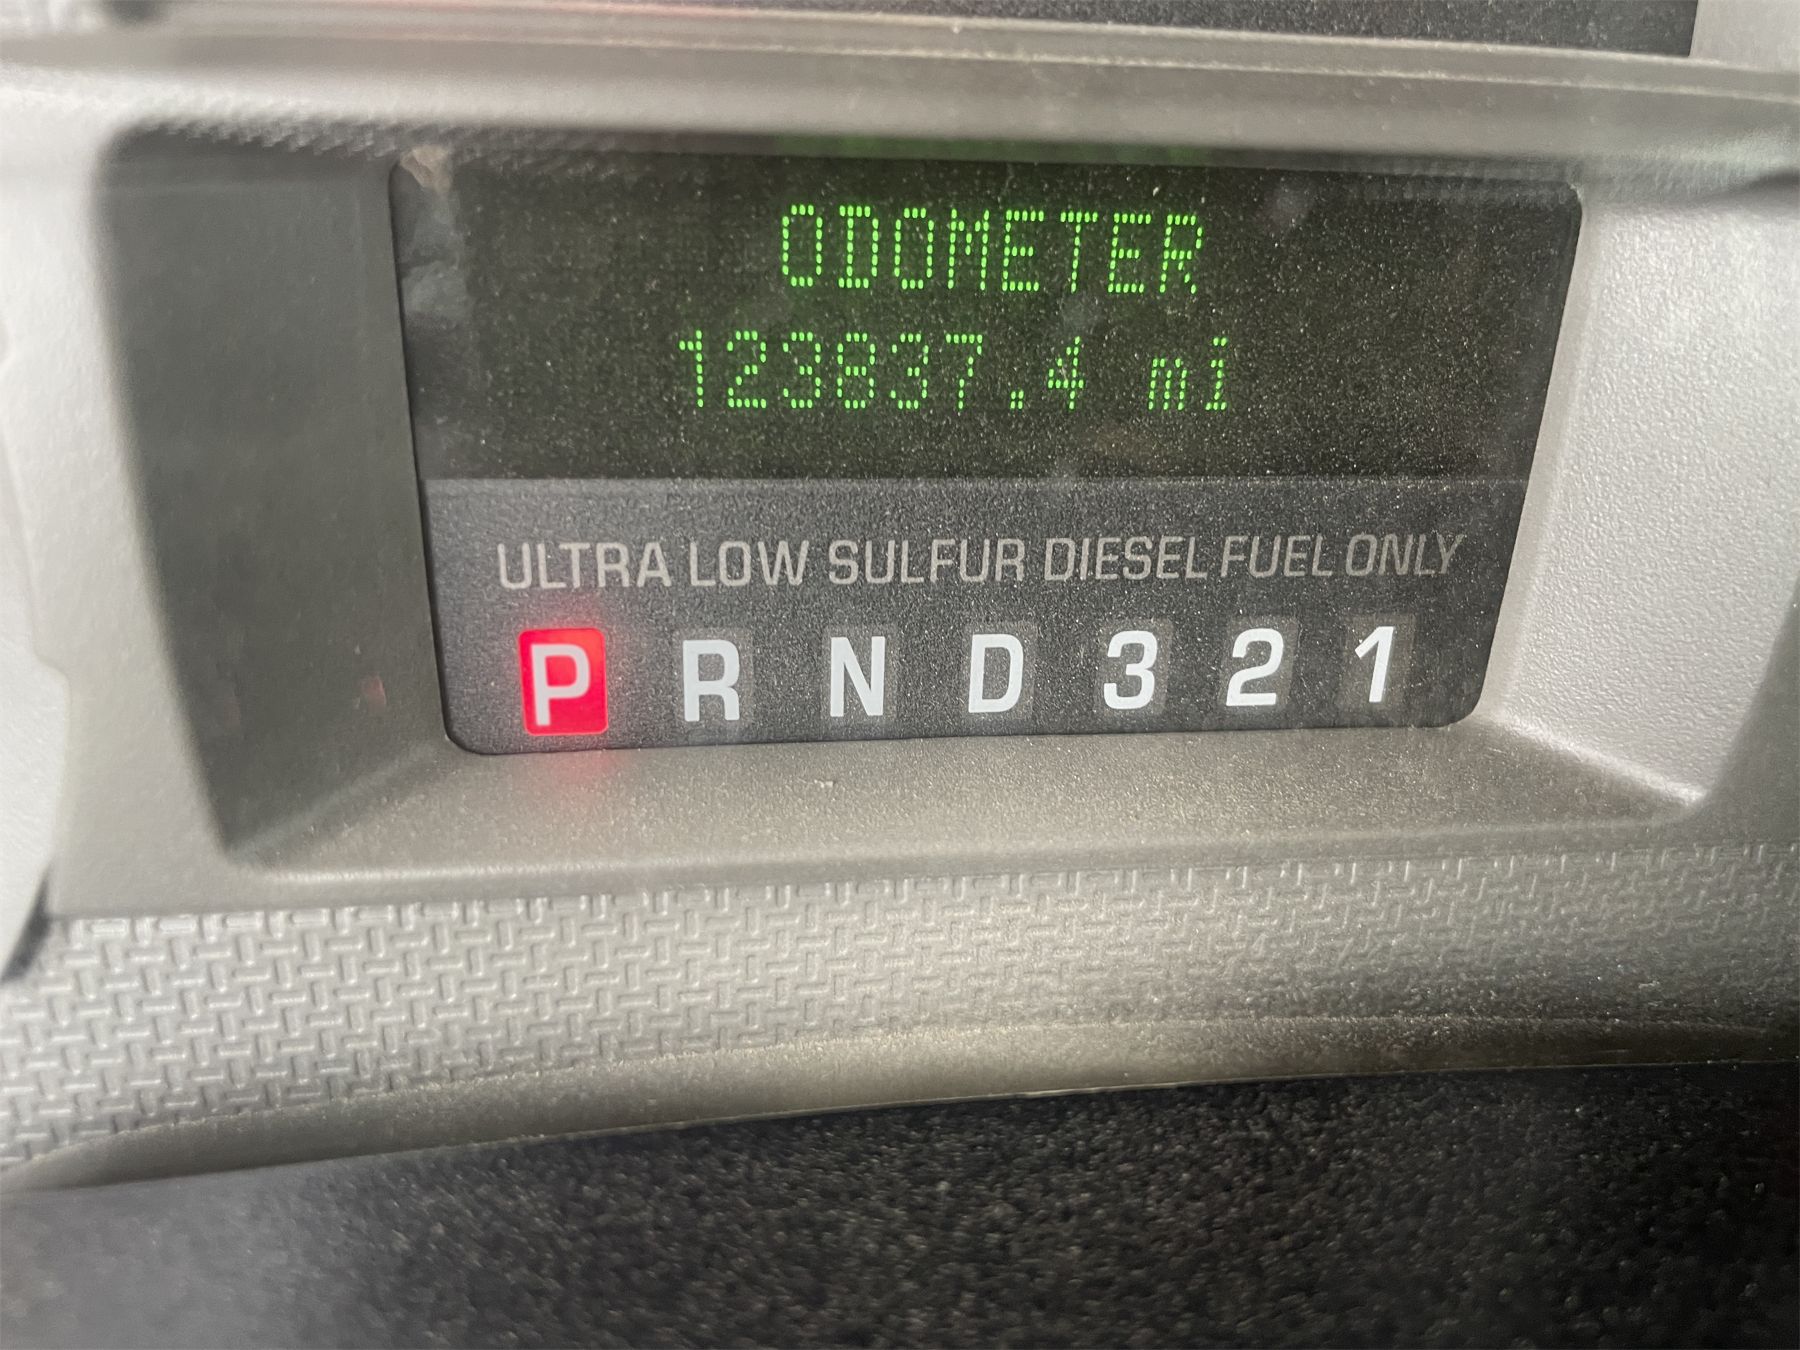 ODOMETER
123837.4 mi
ULTRA LOW SULFUR DIESEL FUEL ONLY
P R N D 3 2 1